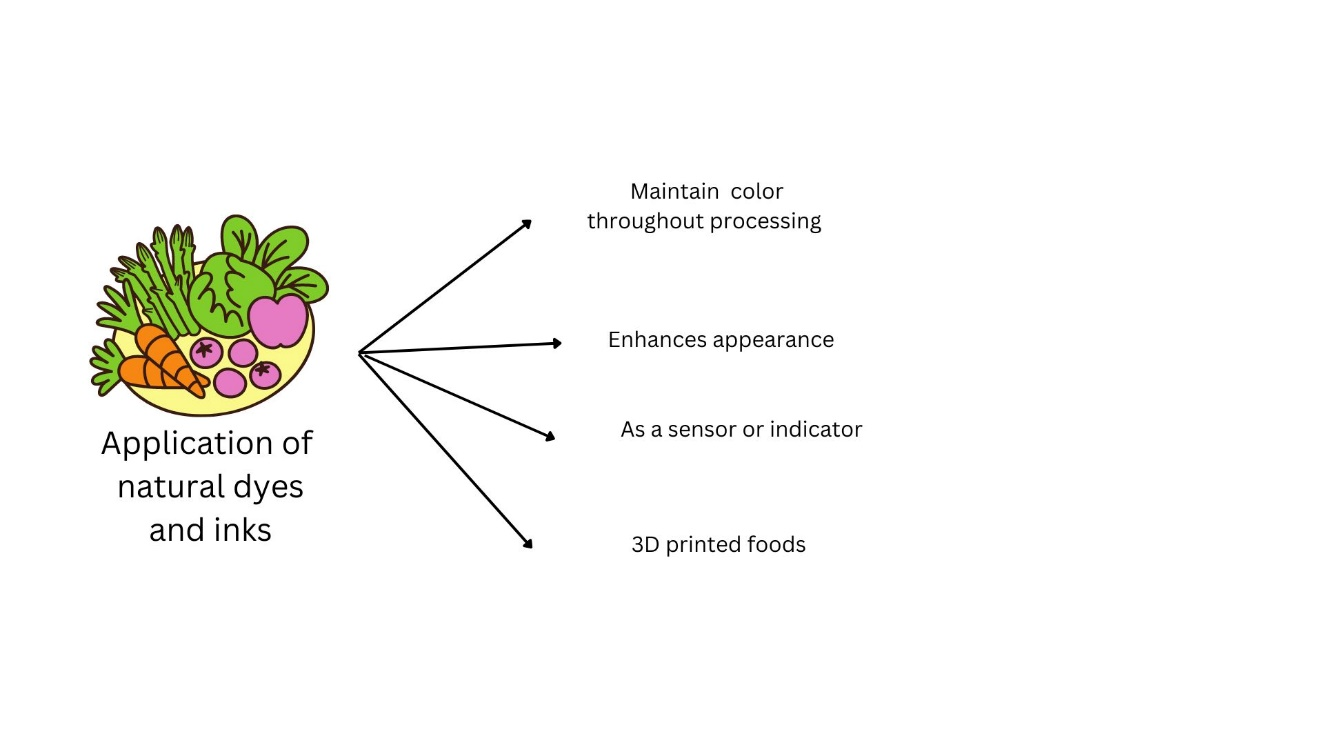 Maintain color
throughout processing
Enhances appearance
As a sensor or indicator
Application of
natural dyes
and inks
3D printed foods